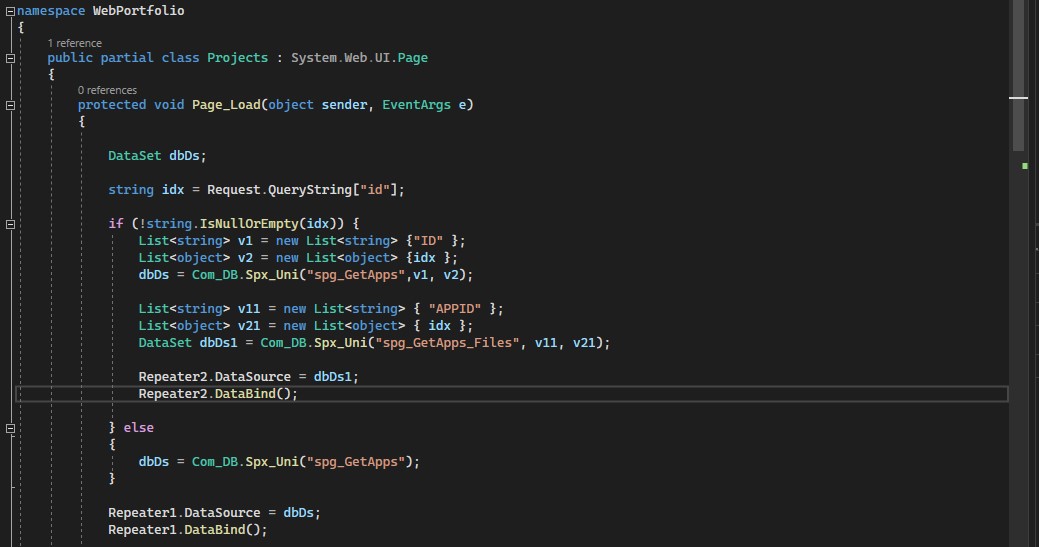 namespace WebPortfolio
{
1 reference
public partial class Projects : System.Web.UI.Page
{
0 references
protected void Page_Load(object sender, EventArgs e)
{
DataSet dbDs;
string idx = Request.QueryString["id"];
if (!string.IsNullOrEmpty(idx)) {
List<string> v1 = new List<string> {"ID" };
List<object> v2 = new List<object> {idx };
dbDs = Com_DB.Spx_Uni("spg_GetApps",v1, v2);
List<string> v11 = new List<string> { "APPID" };
List<object> v21 = new List<object> { idx };
DataSet dbDs1 = Com_DB.Spx_Uni("spg_GetApps_Files", v11, v21);
Repeater2.DataSource = dbDs1;
Repeater2.DataBind();
} else
{
dbDs = Com_DB.Spx_Uni("spg_GetApps");
}
Repeater1.DataSource = dbDs;
Repeater1.DataBind();